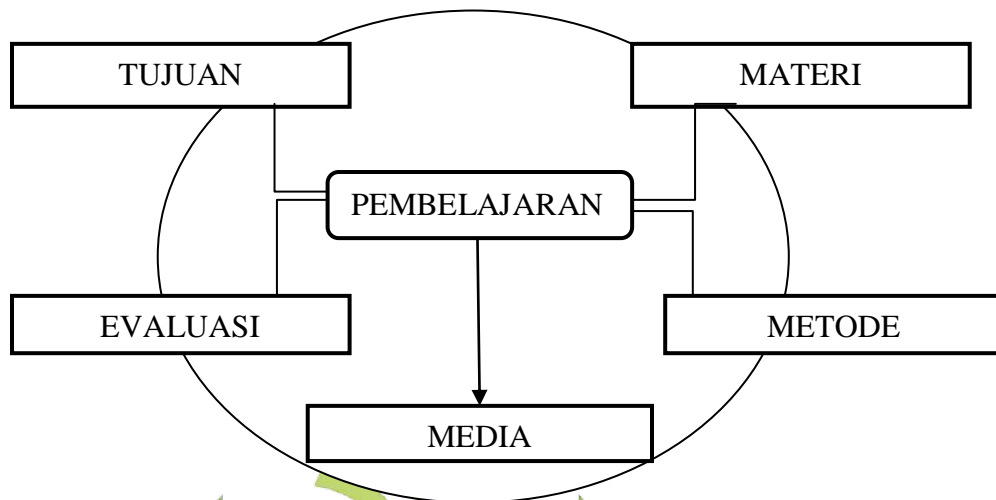 TUJUAN
MATERI
PEMBELAJARAN
EVALUASI
METODE
MEDIA